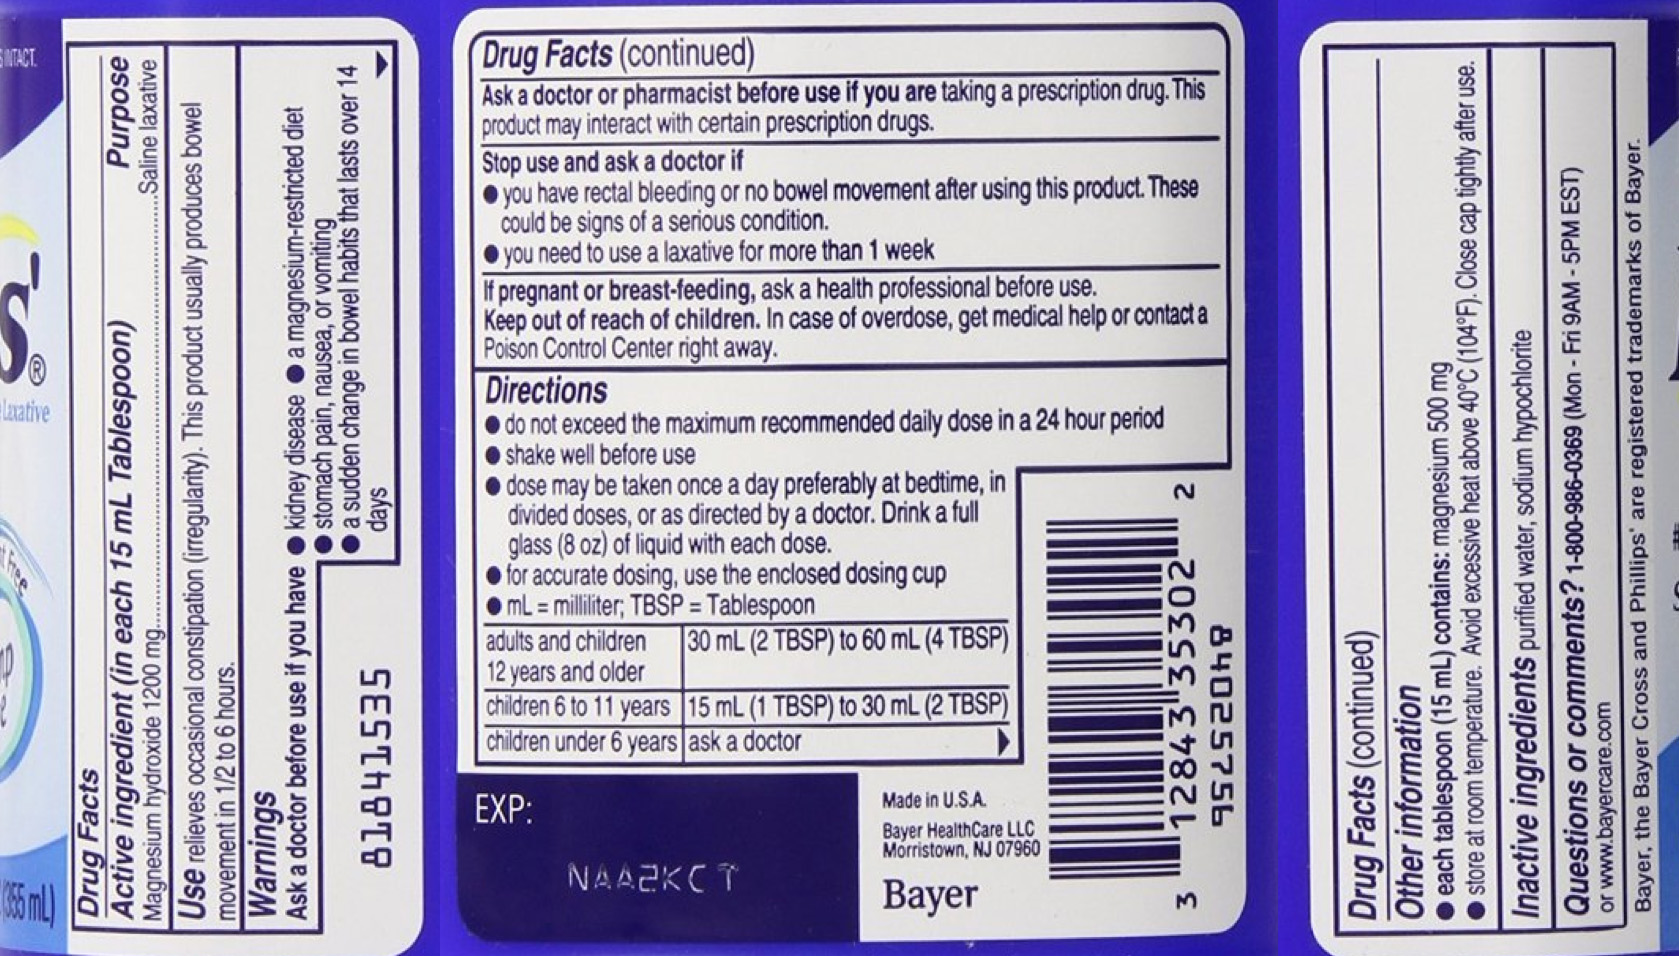 S INTACT.
s'®
Laxative
t Free
(355 mL)
Drug Facts
Active ingredient (in each 15 mL Tablespoon) Purpose
Magnesium hydroxide 1200 mg..............................Saline laxative
Use relieves occasional constipation (irregularity). This product usually produces bowel
movement in 1/2 to 6 hours.
Warnings
Ask a doctor before use if you have ● kidney disease ● a magnesium-restricted diet
● stomach pain, nausea, or vomiting
● a sudden change in bowel habits that lasts over 14
days
81841535
Drug Facts (continued)
Ask a doctor or pharmacist before use if you are taking a prescription drug. This
product may interact with certain prescription drugs.
Stop use and ask a doctor if
● you have rectal bleeding or no bowel movement after using this product. These
could be signs of a serious condition.
● you need to use a laxative for more than 1 week
If pregnant or breast-feeding, ask a health professional before use.
Keep out of reach of children. In case of overdose, get medical help or contact a
Poison Control Center right away.
Directions
● do not exceed the maximum recommended daily dose in a 24 hour period
● shake well before use
● dose may be taken once a day preferably at bedtime, in
divided doses, or as directed by a doctor. Drink a full
glass (8 oz) of liquid with each dose.
● for accurate dosing, use the enclosed dosing cup
● mL = milliliter; TBSP = Tablespoon
adults and children 30 mL (2 TBSP) to 60 mL (4 TBSP)
12 years and older
children 6 to 11 years 15 mL (1 TBSP) to 30 mL (2 TBSP)
children under 6 years ask a doctor
EXP:
NAA2KCT
Made in U.S.A.
Bayer HealthCare LLC
Morristown, NJ 07960
Bayer
3 12843 35302 2
84052756
Drug Facts (continued)
Other information
● each tablespoon (15 mL) contains: magnesium 500 mg
● store at room temperature. Avoid excessive heat above 40°C (104°F). Close cap tightly after use.
Inactive ingredients purified water, sodium hypochlorite
Questions or comments? 1-800-986-0369 (Mon - Fri 9AM - 5PM EST)
or www.bayercare.com
Bayer, the Bayer Cross and Phillips' are registered trademarks of Bayer.